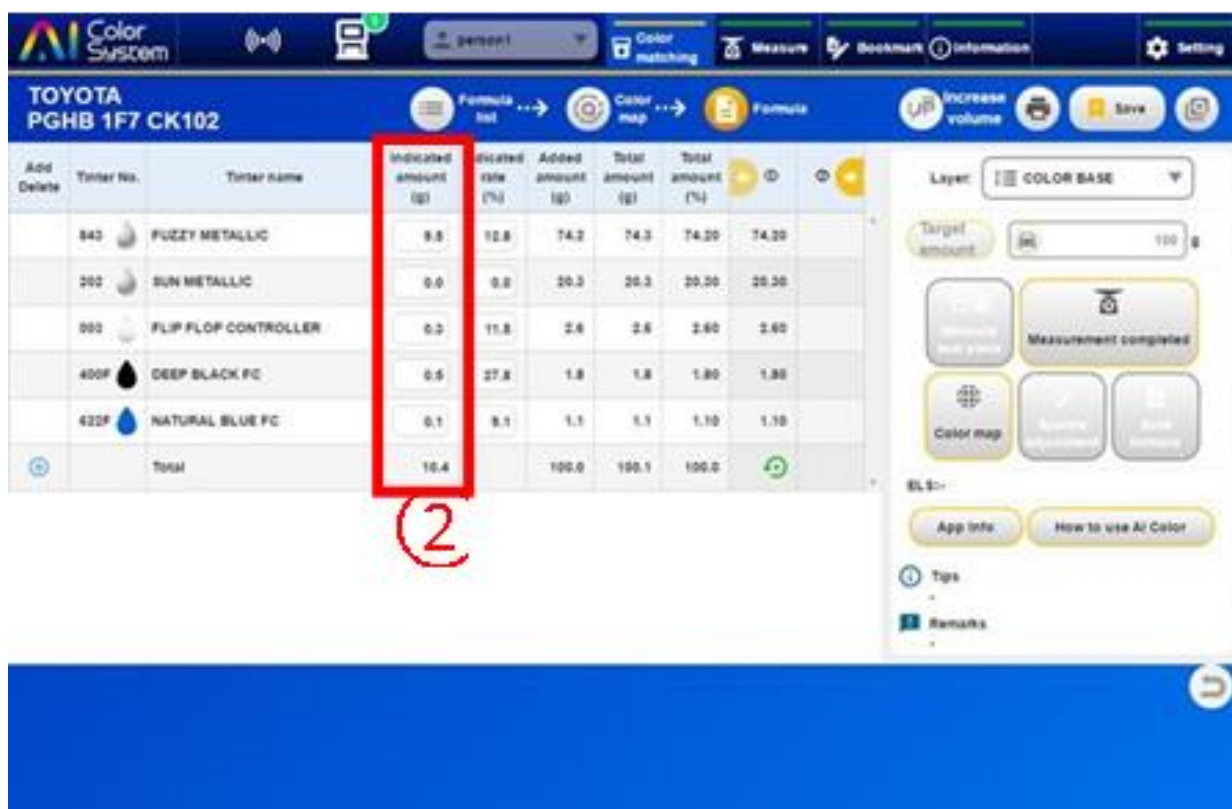 AI Color System
person1
Color matching
Measure
Bookmark
Information
Setting
TOYOTA
PGHB 1F7 CK102
Formula list
Color map
Formula
UP
Increase volume
Save
Add Delete
Tinter No.
Tinter name
Indicated amount (g)
dicated rate (%)
Added amount (g)
Total amount (g)
Total amount (%)
①
843 FUZZY METALLIC 12.8 74.2 74.3 74.20 74.20
202 SUN METALLIC 0.0 0.0 20.3 20.3 20.30 20.30
FLIP FLOP CONTROLLER 0.3 11.5 2.6 2.6 2.60 2.60
400F DEEP BLACK FC 0.5 27.8 1.8 1.8 1.80 1.80
622F NATURAL BLUE FC 0.1 9.1 1.1 1.1 1.10 1.10
Total 10.4 100.0 100.1 100.0
②
Layer:
COLOR BASE
Target amount
100 g
Measurement completed
Color map
ELS:-
App Info
How to use AI Color
Tips
-
Remarks
-